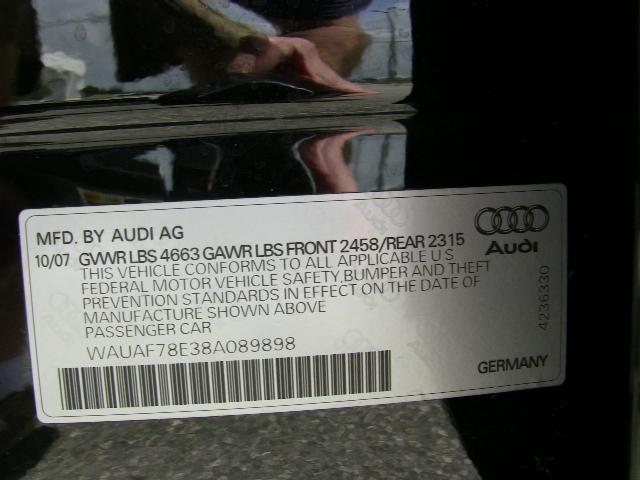 MFD. BY AUDI AG
10/07 GVWR LBS 4663 GAWR LBS FRONT 2458/REAR 2315
THIS VEHICLE CONFORMS TO ALL APPLICABLE U.S
FEDERAL MOTOR VEHICLE SAFETY, BUMPER AND THEFT
PREVENTION STANDARDS IN EFFECT ON THE DATE OF
MANUFACTURE SHOWN ABOVE
PASSENGER CAR
WAUAF78E38A089898
Audi
4236330
GERMANY